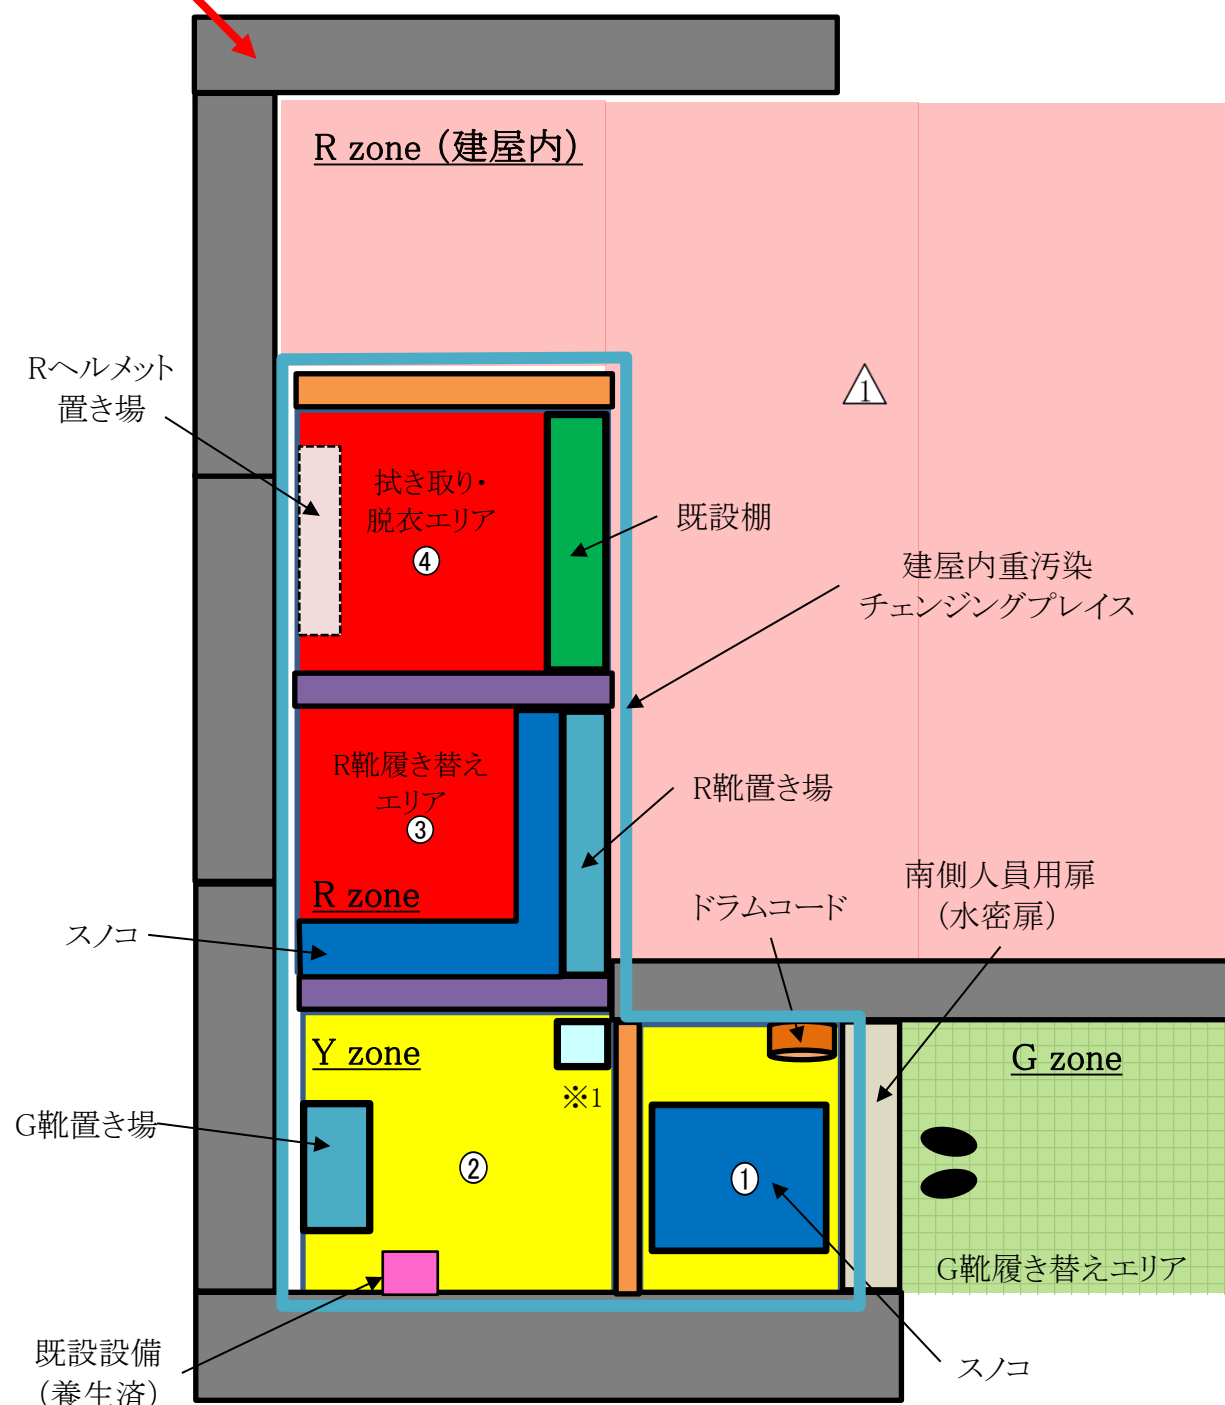 R zone（建屋内）
Rヘルメット
置き場
1
拭き取り・
脱衣エリア
④
既設棚
建屋内重汚染
チェンジングプレイス
R靴履き替え
エリア
③
R靴置き場
R zone
南側人員用扉
（水密扉）
ドラムコード
スノコ
Y zone
※1
G zone
G靴置き場
②
①
G靴履き替えエリア
既設設備
（養生済）
スノコ